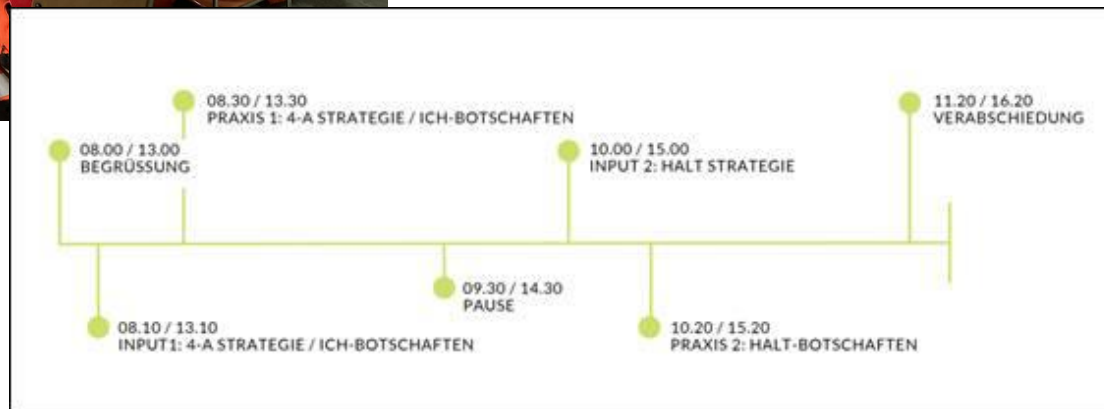 08.30 / 13.30
PRAXIS 1: 4-A STRATEGIE / ICH-BOTSCHAFTEN
11.20 / 16.20
VERABSCHIEDUNG
08.00 / 13.00
BEGRÜSSUNG
10.00 / 15.00
INPUT 2: HALT STRATEGIE
09.30 / 14.30
PAUSE
08.10 / 13.10
INPUT1: 4-A STRATEGIE / ICH-BOTSCHAFTEN
10.20 / 15.20
PRAXIS 2: HALT-BOTSCHAFTEN